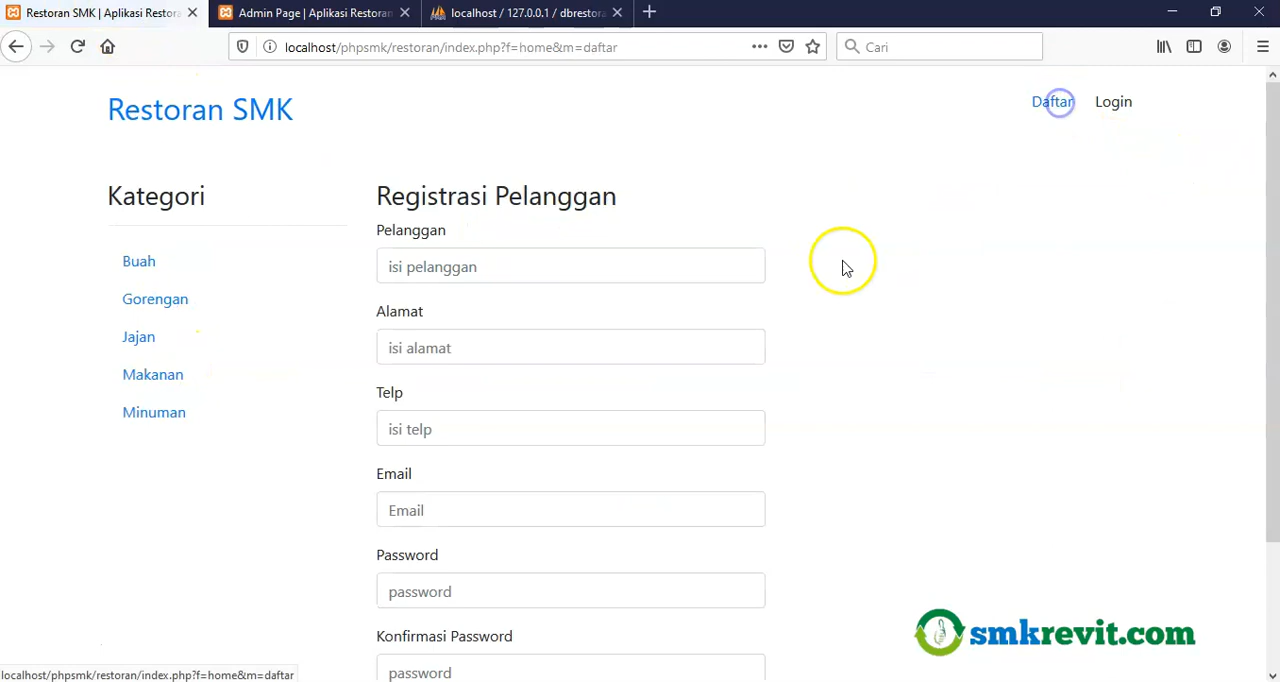 Restoran SMK | Aplikasi Restora
Admin Page | Aplikasi Restoran
localhost / 127.0.0.1 / dbrestora
localhost/phpsmk/restoran/index.php?f=home&m=daftar
Cari
Restoran SMK
Daftar
Login
Kategori
Buah
Gorengan
Jajan
Makanan
Minuman
Registrasi Pelanggan
Pelanggan
isi pelanggan
Alamat
isi alamat
Telp
isi telp
Email
Email
Password
password
Konfirmasi Password
password
smkrevit.com
localhost/phpsmk/restoran/index.php?f=home&m=daftar